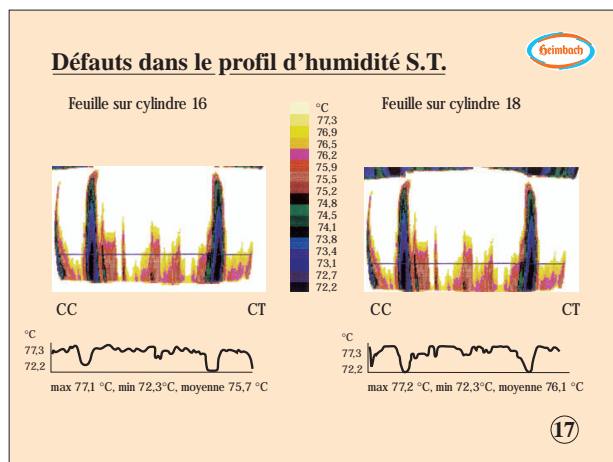 Heimbach
Défauts dans le profil d’humidité S.T.
Feuille sur cylindre 16
Feuille sur cylindre 18
°C
77,3
76,9
76,5
76,2
75,9
75,5
75,2
74,8
74,5
74,1
73,8
73,4
73,1
72,7
72,2
CC CT
CC CT
°C
77,3
72,2
max 77,1 °C, min 72,3°C, moyenne 75,7 °C
°C
77,3
72,2
max 77,2 °C, min 72,3°C, moyenne 76,1 °C
17